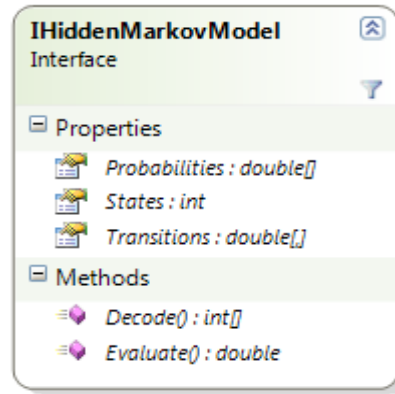 IHiddenMarkovModel
Interface
Properties
Probabilities : double[]
States : int
Transitions : double[,]
Methods
Decode() : int[]
Evaluate() : double